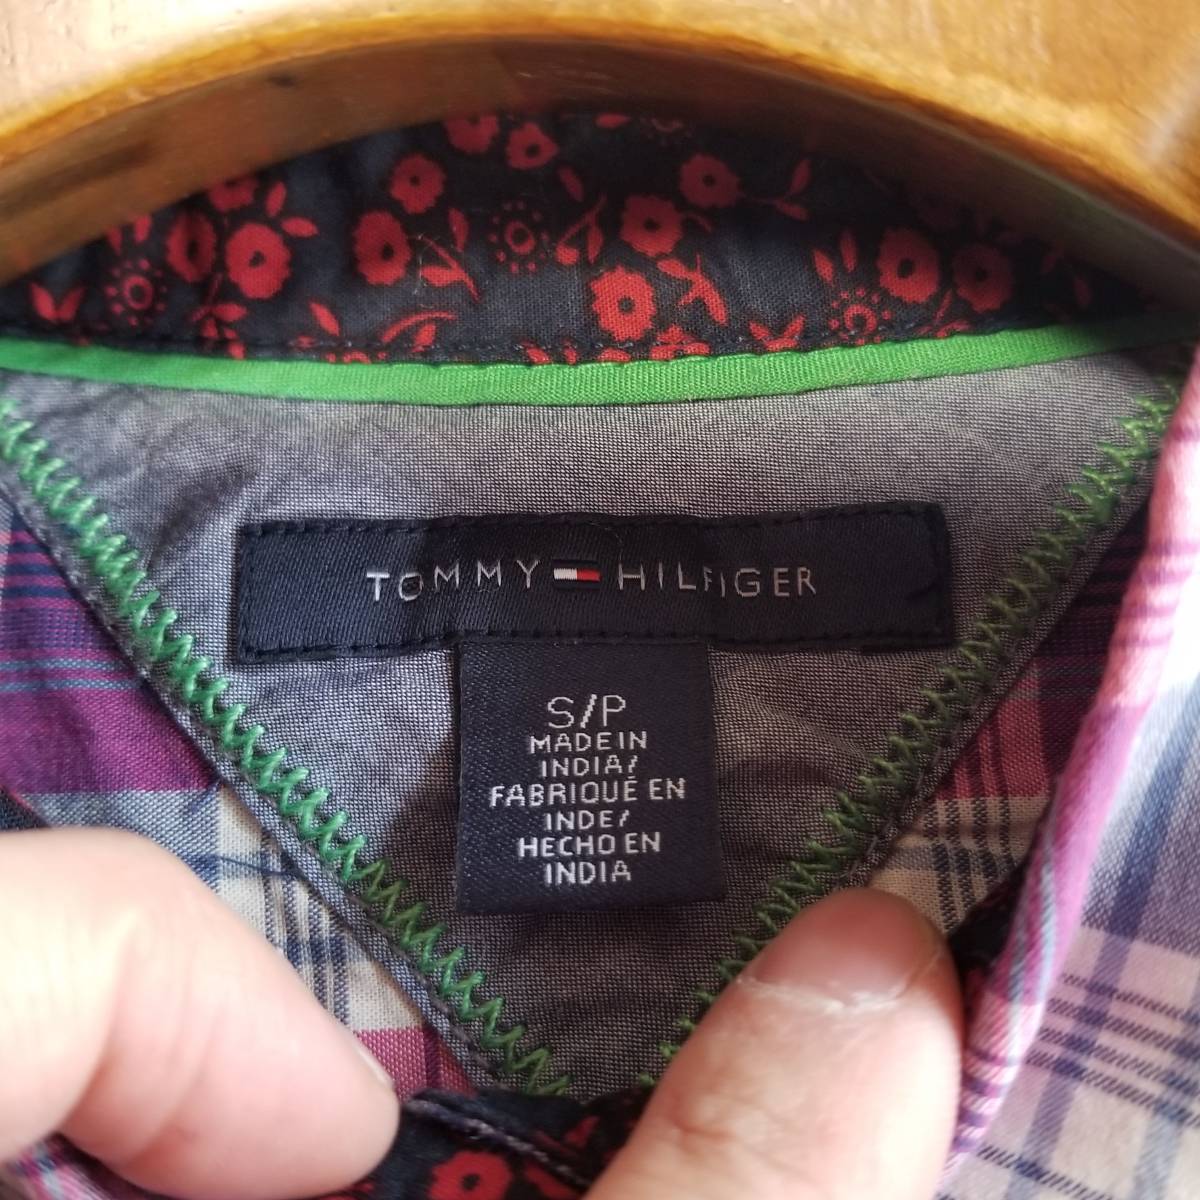 TOMMY HILFIGER
S/P
MADE IN
INDIA/
FABRIQUÉ EN
INDE/
HECHO EN
INDIA